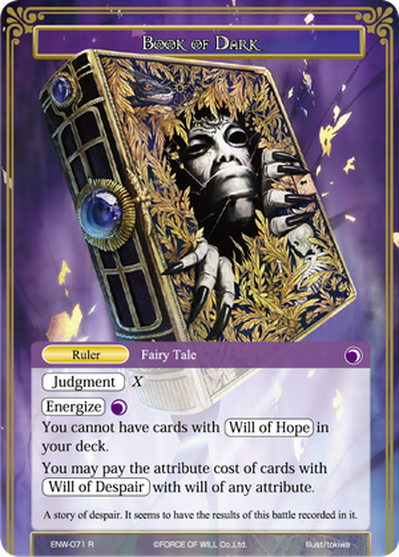 Book of Dark
Ruler Fairy Tale
Judgment X
Energize
You cannot have cards with Will of Hope in
your deck.
You may pay the attribute cost of cards with
Will of Despair with will of any attribute.
A story of despair. It seems to have the results of this battle recorded in it.
ENW-071 R ©FORCE OF WILL Co.,Ltd. Illust/tokiwa